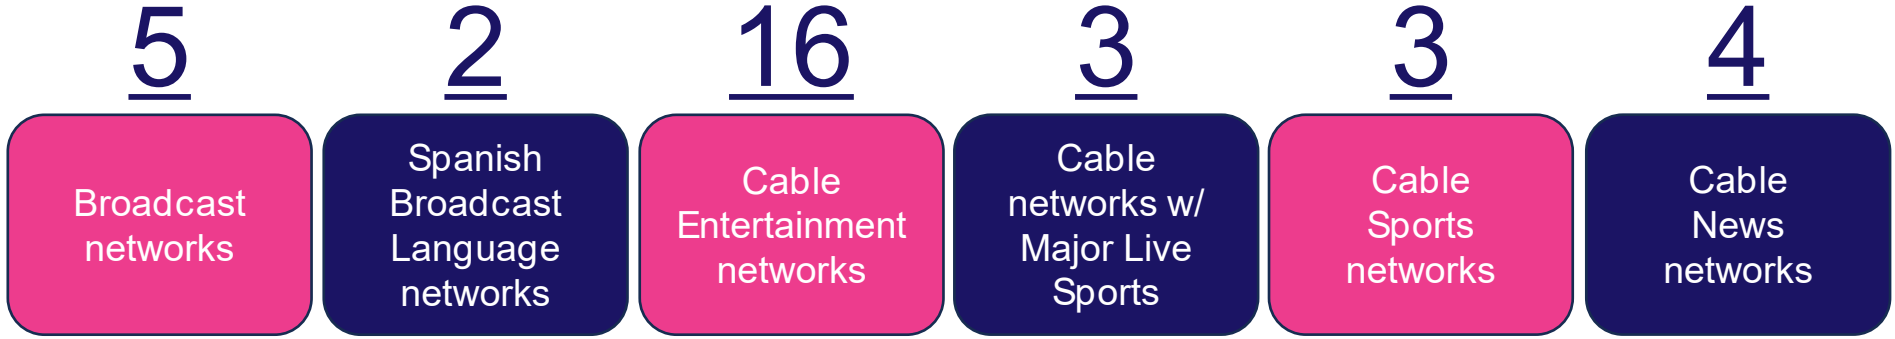 5
Broadcast
networks
2
Spanish
Broadcast
Language
networks
16
Cable
Entertainment
networks
3
Cable
networks w/
Major Live
Sports
3
Cable
Sports
networks
4
Cable
News
networks